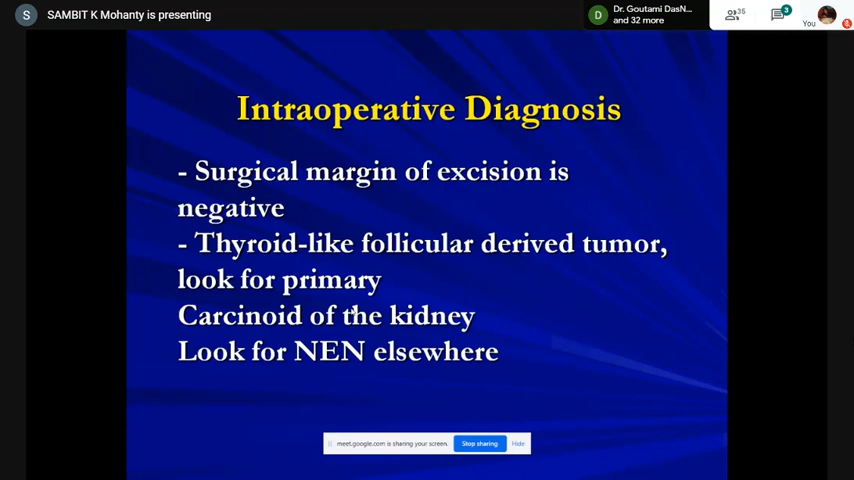 S SAMBIT K Mohanty is presenting
D Dr. Goutami DasN...
and 32 more
35
3
You
Intraoperative Diagnosis
- Surgical margin of excision is
negative
- Thyroid-like follicular derived tumor,
look for primary
Carcinoid of the kidney
Look for NEN elsewhere
meet.google.com is sharing your screen. Stop sharing Hide